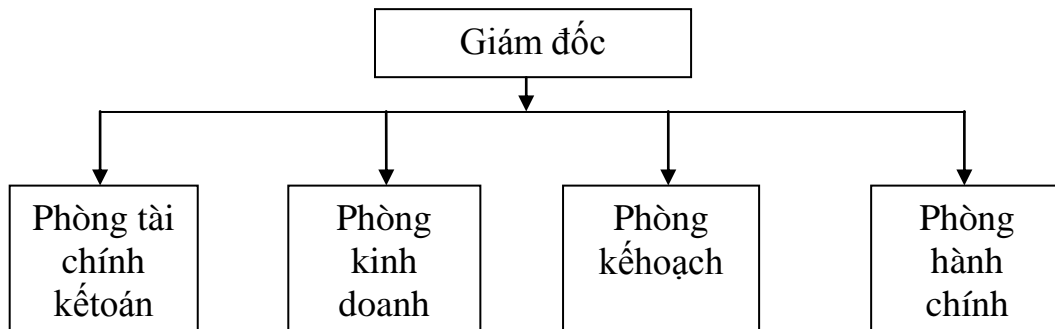 Giám đốc
Phòng tài
chính
kếtoán
Phòng
kinh
doanh
Phòng
kếhoạch
Phòng
hành
chính